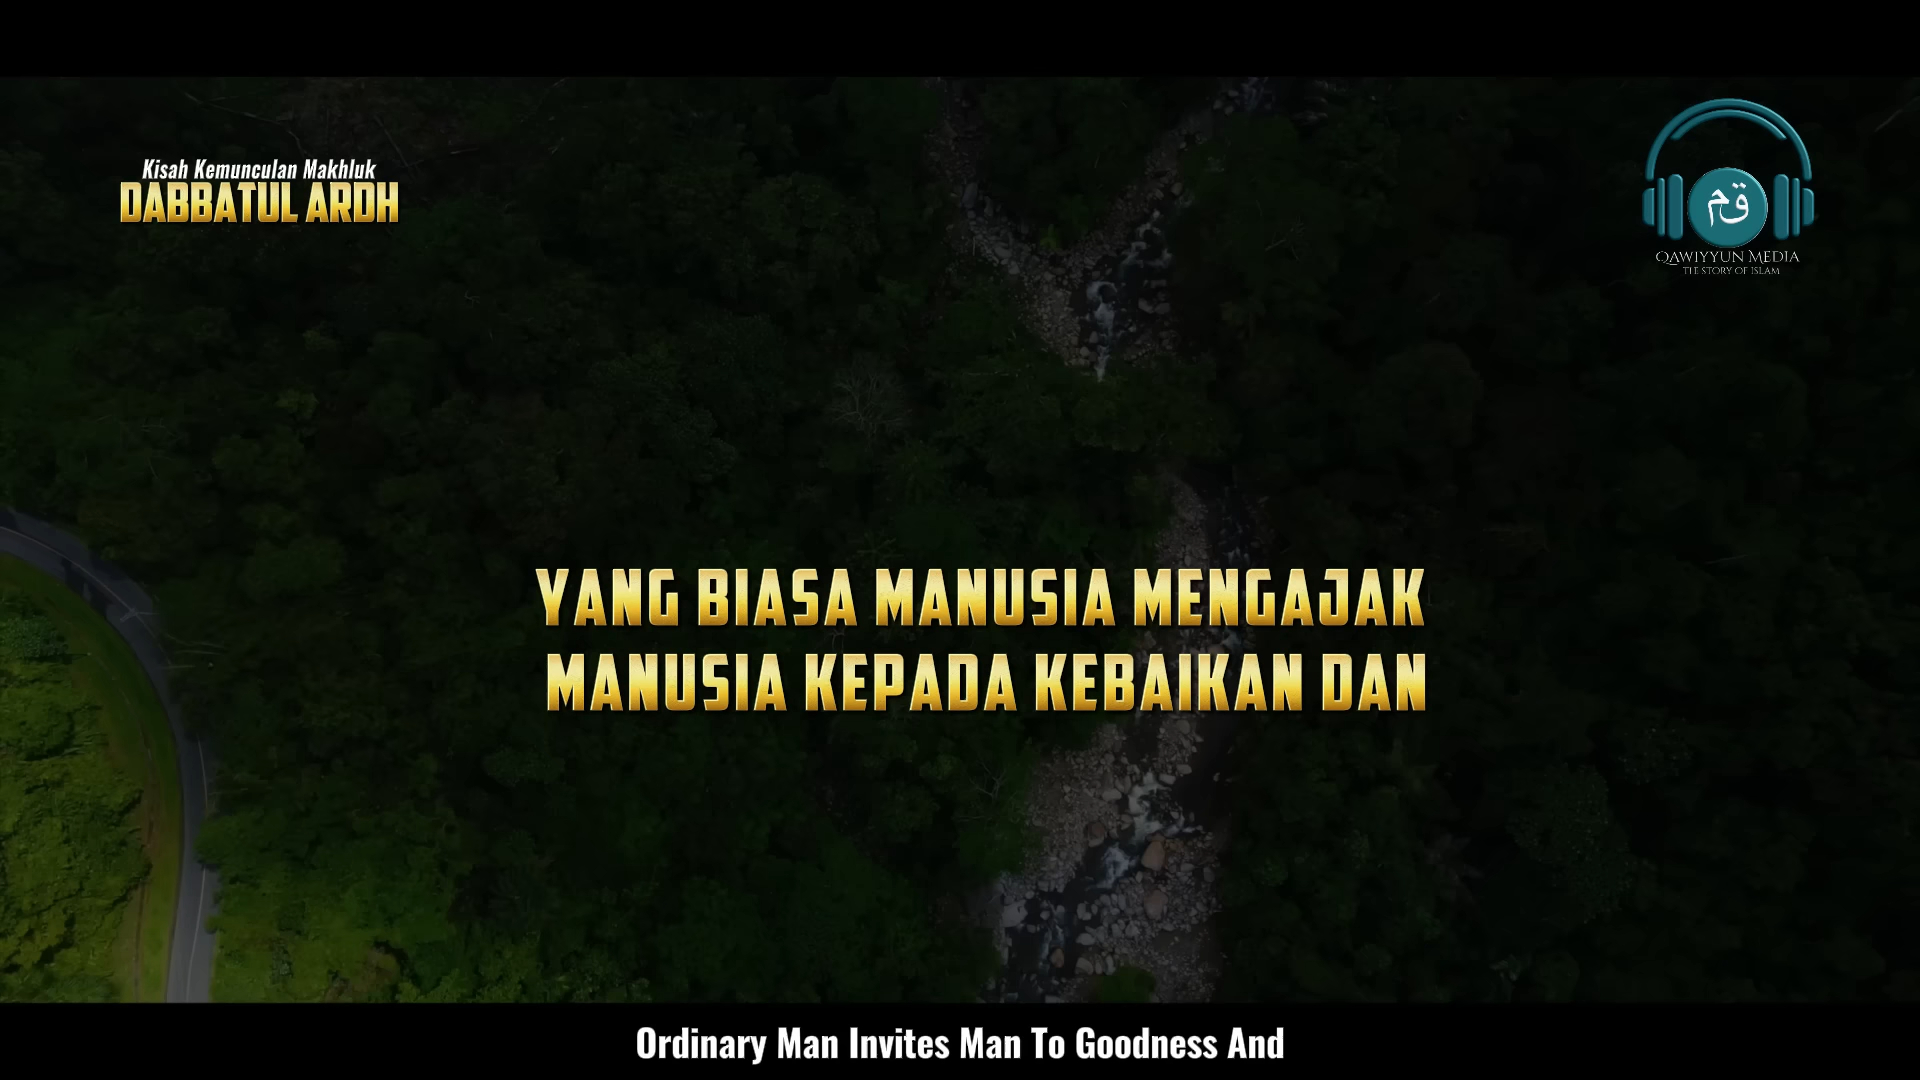 Kisah Kemunculan Makhluk
DABBATUL ARDH
قم
QAWIYYUN MEDIA
THE STORY OF ISLAM
YANG BIASA MANUSIA MENGAJAK
MANUSIA KEPADA KEBAIKAN DAN
Ordinary Man Invites Man To Goodness And